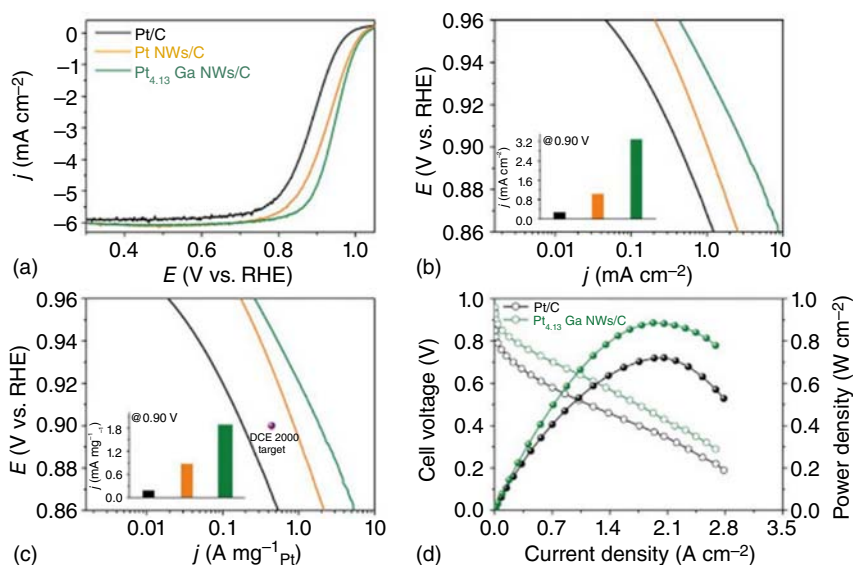 0
−1
−2
−3
−4
−5
−6
j (mA cm−2)
Pt/C
Pt NWs/C
Pt4.13 Ga NWs/C
0.4
0.6
0.8
1.0
(a)
E (V vs. RHE)
0.96
0.94
0.92
0.90
0.88
0.86
E (V vs. RHE)
@0.90 V
3.2
2.4
1.6
0.8
0.0
j (mA cm−2)
0.01
0.1
1.0
10
(b)
j (mA cm−2)
0.96
0.94
0.92
0.90
0.88
0.86
E (V vs. RHE)
@0.90 V
1.8
1.2
0.6
0.0
DCE 2000
target
0.01
0.1
1.0
10
(c)
j (A mg−1Pt)
1.0
0.8
0.6
0.4
0.2
0.0
Cell voltage (V)
Pt/C
Pt4.13 Ga NWs/C
1.0
0.8
0.6
0.4
0.2
0.0
Power density (W cm−2)
0.0
0.7
1.4
2.1
2.8
3.5
(d)
Current density (A cm−2)